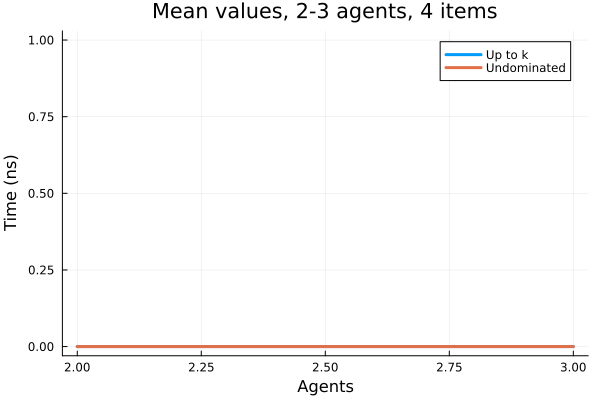 Mean values, 2-3 agents, 4 items
1.00
Up to k
Undominated
0.75
Time (ns)
0.50
0.25
0.00
2.00 2.25 2.50 2.75 3.00
Agents